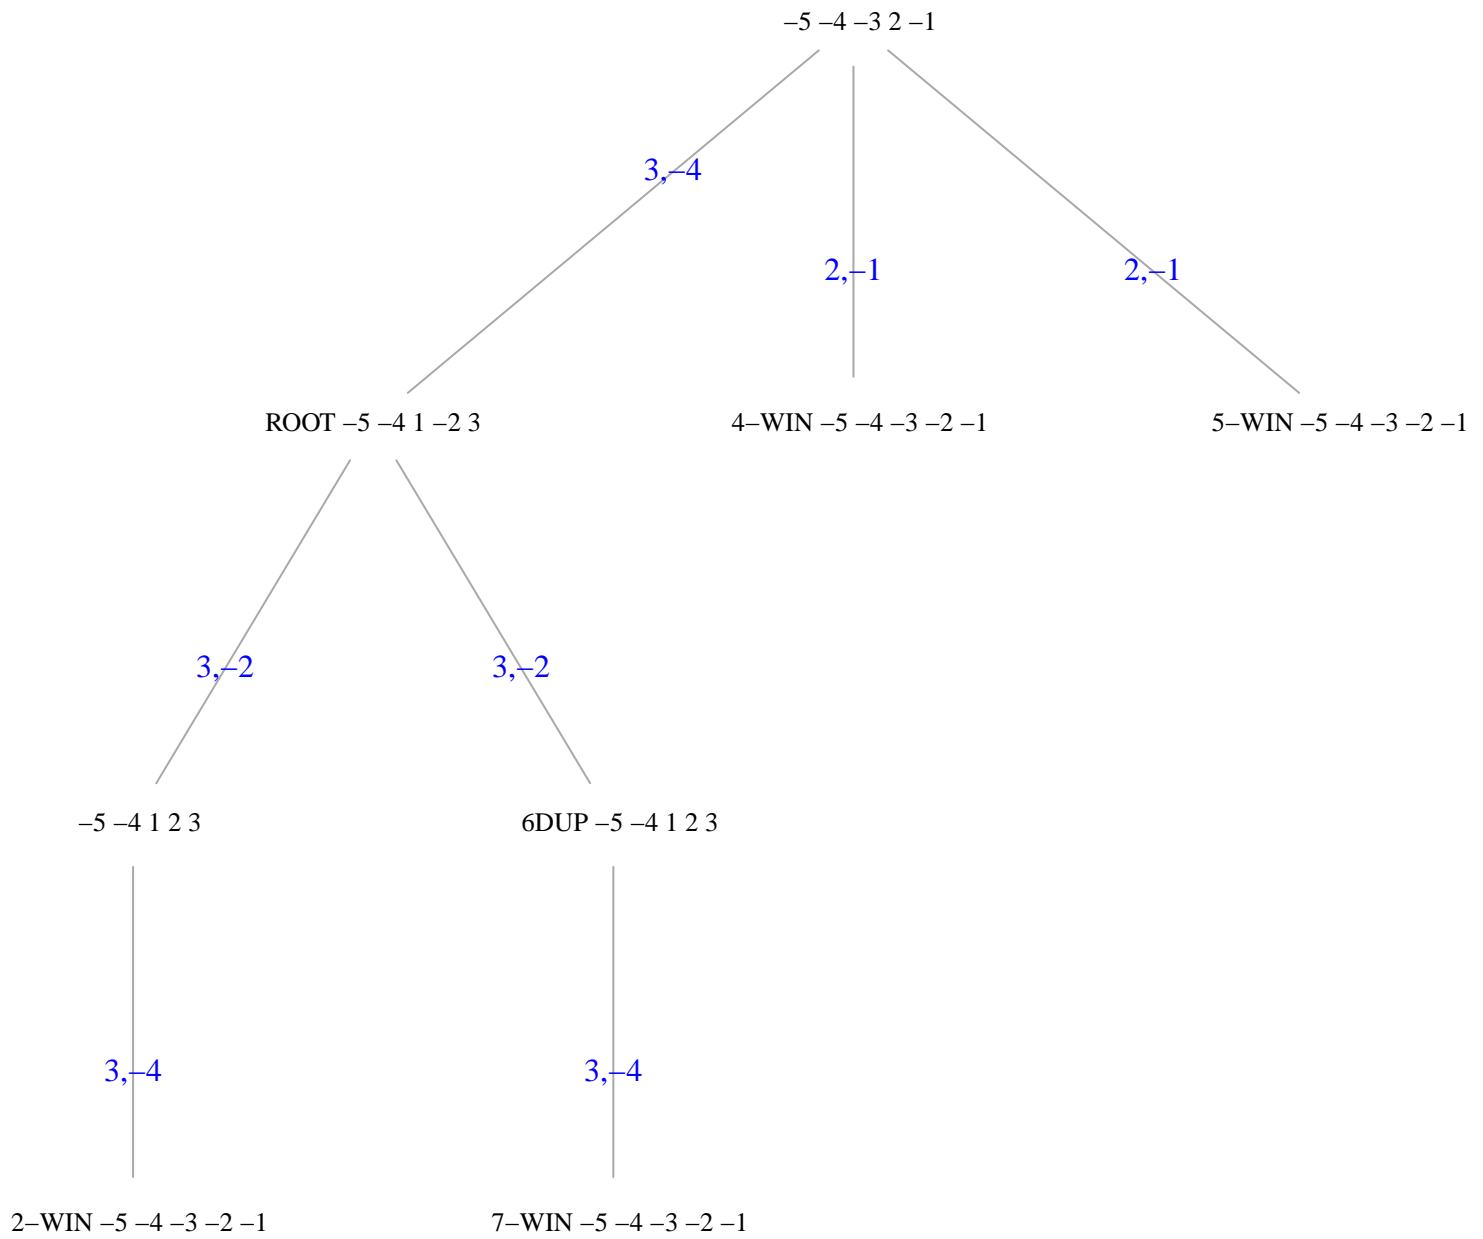 –5 –4 –3 2 –1
3,–4
2,–1
2,–1
ROOT –5 –4 1 –2 3
4–WIN –5 –4 –3 –2 –1
5–WIN –5 –4 –3 –2 –1
3,–2
3,–2
–5 –4 1 2 3
6DUP –5 –4 1 2 3
3,–4
3,–4
2–WIN –5 –4 –3 –2 –1
7–WIN –5 –4 –3 –2 –1